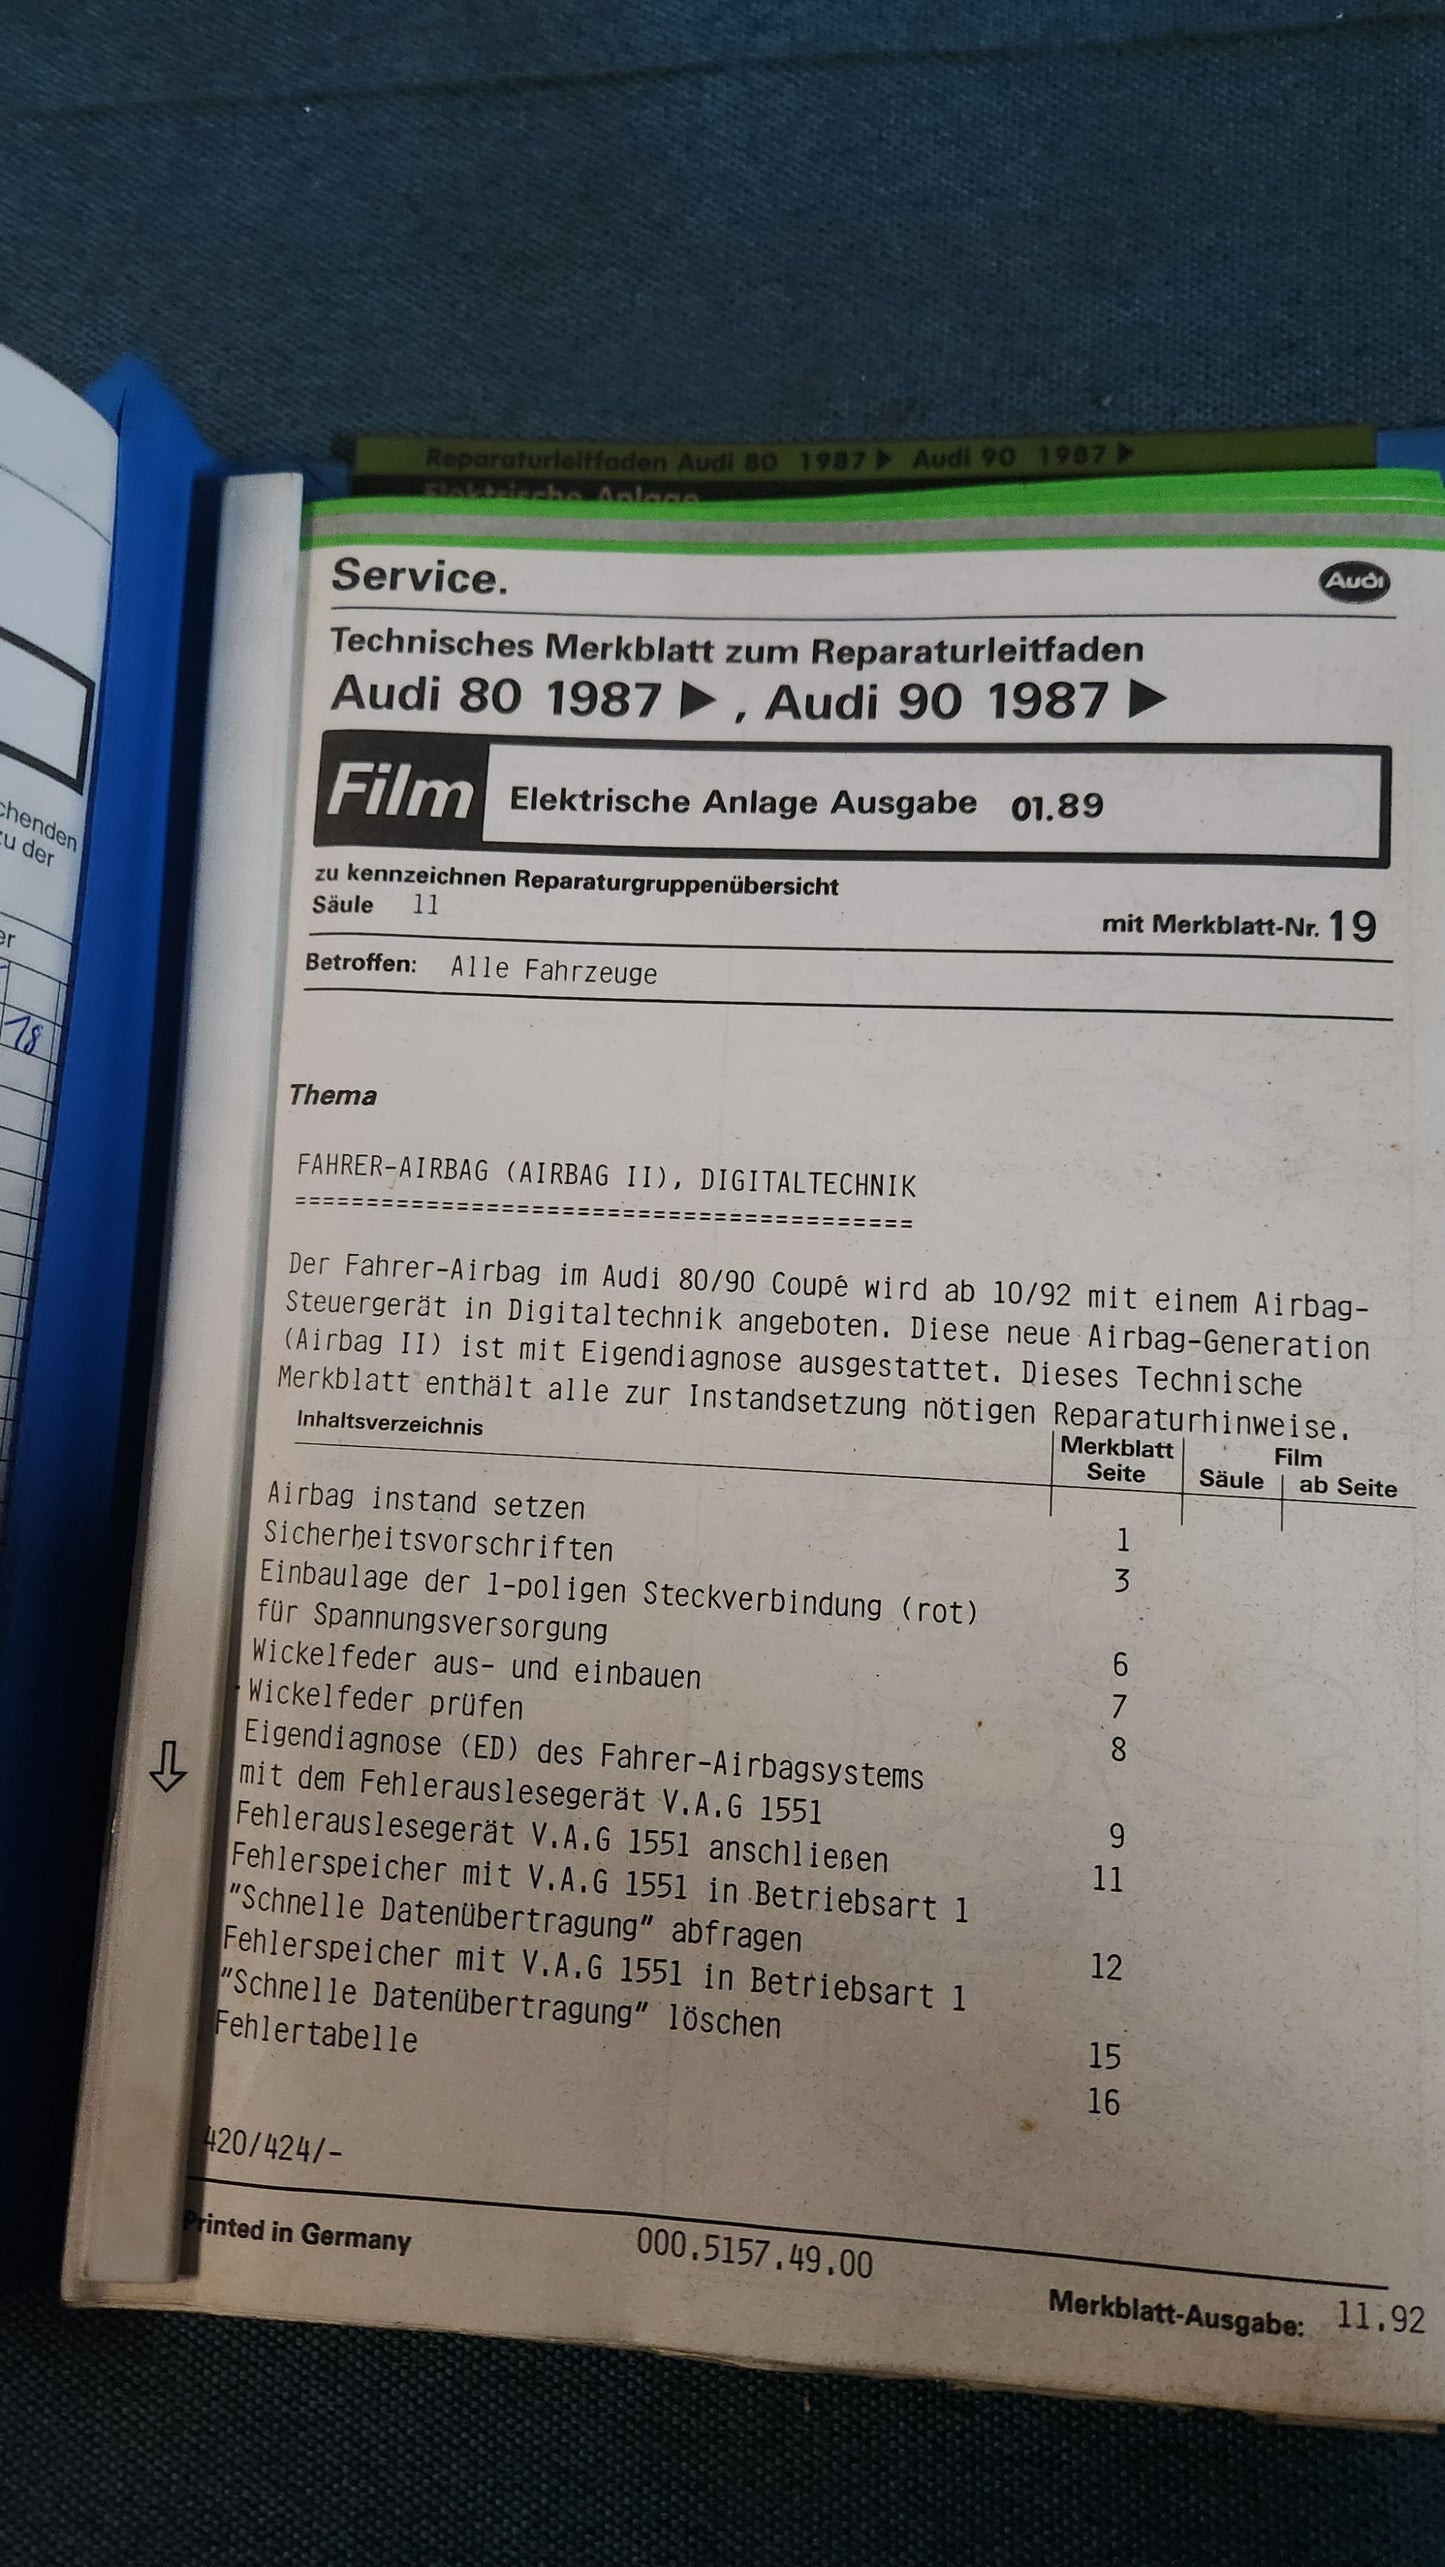 chenden
zu der
er
18
Reparaturleitfaden Audi 80 1987 ▶ Audi 90 1987 ▶
Elektrische Anlage
Service.
Audi
Technisches Merkblatt zum Reparaturleitfaden
Audi 80 1987 ▶ , Audi 90 1987 ▶
Film Elektrische Anlage Ausgabe 01.89
zu kennzeichnen Reparaturgruppenübersicht
Säule 11 mit Merkblatt-Nr. 19
Betroffen: Alle Fahrzeuge
Thema
FAHRER-AIRBAG (AIRBAG II), DIGITALTECHNIK
=========================================
Der Fahrer-Airbag im Audi 80/90 Coupé wird ab 10/92 mit einem Airbag-
Steuergerät in Digitaltechnik angeboten. Diese neue Airbag-Generation
(Airbag II) ist mit Eigendiagnose ausgestattet. Dieses Technische
Merkblatt enthält alle zur Instandsetzung nötigen Reparaturhinweise.
Inhaltsverzeichnis Merkblatt Film
Seite Säule ab Seite
Airbag instand setzen 1
Sicherheitsvorschriften 3
Einbaulage der 1-poligen Steckverbindung (rot)
für Spannungsversorgung 6
Wickelfeder aus- und einbauen 7
Wickelfeder prüfen 8
Eigendiagnose (ED) des Fahrer-Airbagsystems
mit dem Fehlerauslesegerät V.A.G 1551 9
Fehlerauslesegerät V.A.G 1551 anschließen 11
Fehlerspeicher mit V.A.G 1551 in Betriebsart 1
"Schnelle Datenübertragung" abfragen 12
Fehlerspeicher mit V.A.G 1551 in Betriebsart 1
"Schnelle Datenübertragung" löschen 15
Fehlertabelle 16
420/424/-
Printed in Germany 000.5157.49.00 Merkblatt-Ausgabe: 11.92